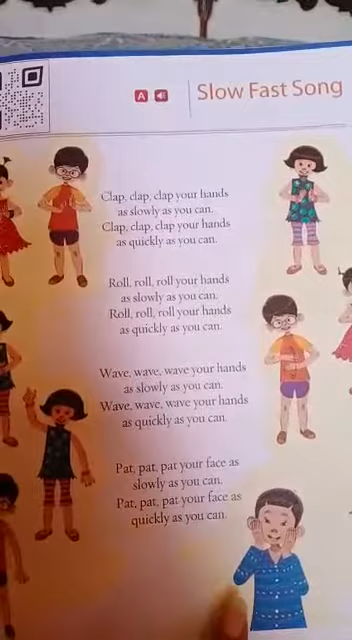 A
Slow Fast Song
Clap, clap, clap your hands
as slowly as you can.
Clap, clap, clap your hands
as quickly as you can.
Roll, roll, roll your hands
as slowly as you can.
Roll, roll, roll your hands
as quickly as you can.
Wave, wave, wave your hands
as slowly as you can.
Wave, wave, wave your hands
as quickly as you can.
Pat, pat, pat your face as
slowly as you can.
Pat, pat, pat your face as
quickly as you can.